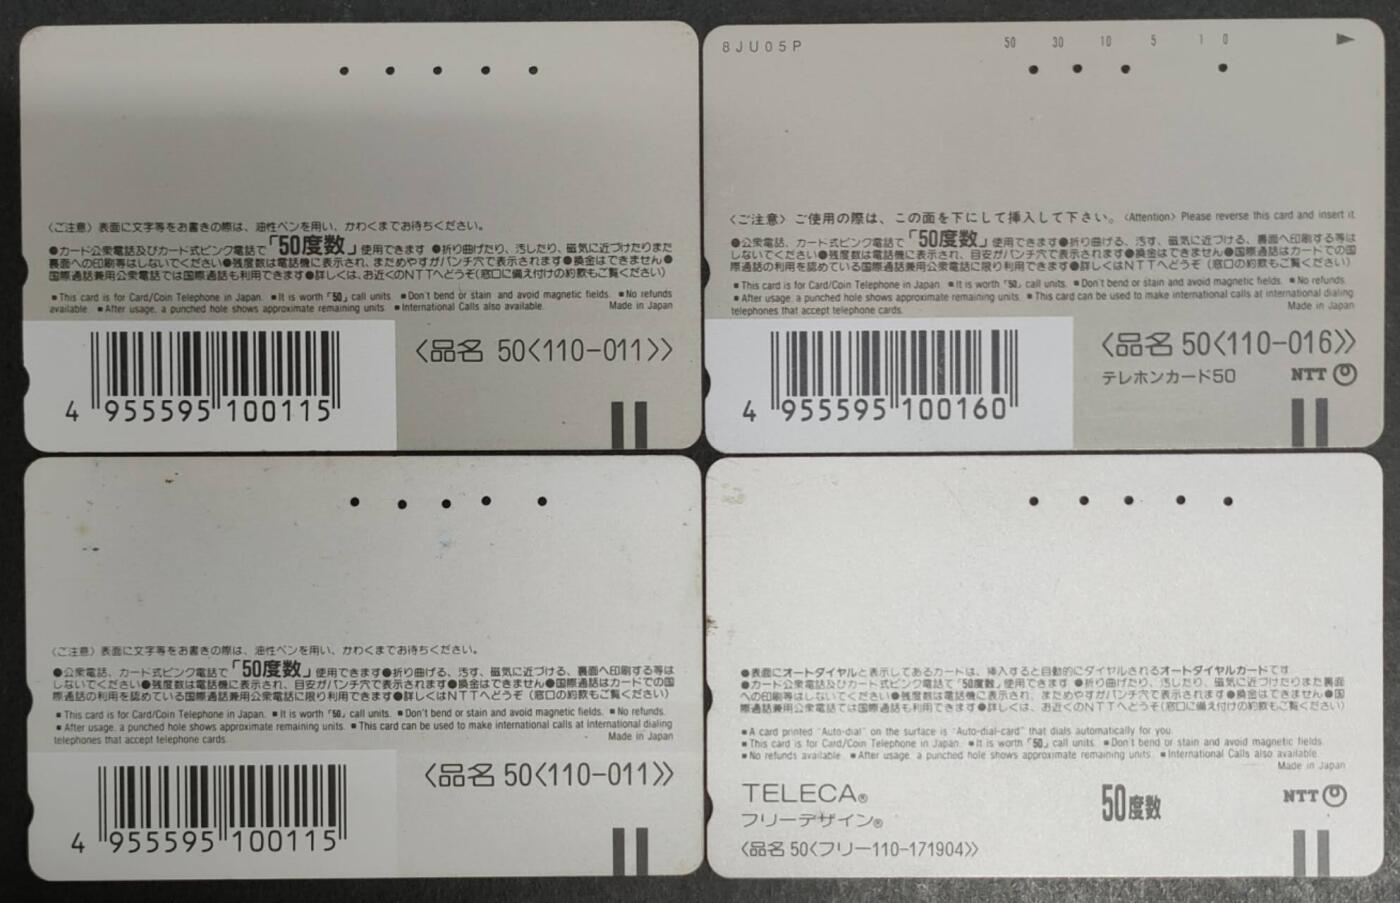 〈ご注意〉表面に文字等をお書きの際は、油性ペンを用い、かわくまでお待ちください。
●カード公衆電話及びカード式ピンク電話で「50度数」使用できます ●折り曲げたり、汚したり、磁気に近づけたりまた
裏面への印刷等はしないでください●残度数は電話機に表示され、まためやすがパンチ穴で表示されます●換金はできません●
国際通話兼用公衆電話では国際通話も利用できます●詳しくは、お近くのNTTへどうぞ(窓口に備え付けの約款もご覧ください)
■This card is for Card/Coin Telephone in Japan. ■It is worth「50」call units. ■Don't bend or stain and avoid magnetic fields. ■No refunds
available. ■After usage, a punched hole shows approximate remaining units. ■International Calls also available. Made in Japan
〈品名 50〈110-011〉〉
4 955595 100115
8JU05P 50 30 10 5 1 0
〈ご注意〉ご使用の際は、この面を下にして挿入して下さい。〈Attention〉Please reverse this card and insert it.
●公衆電話、カード式ピンク電話で「50度数」使用できます●折り曲げる、汚す、磁気に近づける、裏面へ印刷する等は
しないでください●残度数は電話機に表示され、目安がパンチ穴で表示されます●換金はできません●国際通話はカードでの国
際通話の利用を認めている国際通話兼用公衆電話に限り利用できます●詳しくはNTTへどうぞ(窓口の約款もご覧ください)
■This card is for Card/Coin Telephone in Japan. ■It is worth「50」call units. ■Don't bend or stain and avoid magnetic fields. ■No refunds.
■After usage, a punched hole shows approximate remaining units. ■This card can be used to make international calls at international dialing
telephones that accept telephone cards. Made in Japan
〈品名 50〈110-016〉〉
テレホンカード50 NTT
4 955595 100160
〈ご注意〉表面に文字等をお書きの際は、油性ペンを用い、かわくまでお待ちください。
●公衆電話、カード式ピンク電話で「50度数」使用できます●折り曲げる、汚す、磁気に近づける、裏面へ印刷する等は
しないでください●残度数は電話機に表示され、目安がパンチ穴で表示されます●換金はできません●国際通話はカードでの国
際通話の利用を認めている国際通話兼用公衆電話に限り利用できます●詳しくはNTTへどうぞ(窓口の約款もご覧ください)
■This card is for Card/Coin Telephone in Japan. ■It is worth「50」call units. ■Don't bend or stain and avoid magnetic fields. ■No refunds.
■After usage, a punched hole shows approximate remaining units. ■This card can be used to make international calls at international dialing
telephones that accept telephone cards. Made in Japan
〈品名 50〈110-011〉〉
4 955595 100115
●表面にオートダイヤルと表示してあるカードは、挿入すると自動的にダイヤルされるオートダイヤルカードです
●カード公衆電話及びカード式ピンク電話で「50度数」使用できます ●折り曲げたり、汚したり、磁気に近づけたりまた裏面
への印刷等はしないでください●残度数は電話機に表示され、まためやすがパンチ穴で表示されます●換金はできません●国
際通話兼用公衆電話では国際通話も利用できます●詳しくは、お近くのNTTへどうぞ(窓口に備え付けの約款もご覧ください)
■A card printed "Auto-dial" on the surface is "Auto-dial-card" that dials automatically for you.
■This card is for Card/Coin Telephone in Japan. ■It is worth「50」call units. ■Don't bend or stain and avoid magnetic fields.
■No refunds available. ■After usage, a punched hole shows approximate remaining units. ■International Calls also available.
Made in Japan
TELECA®
フリーデザイン®
50度数 NTT
〈品名 50〈フリー110-171904〉〉